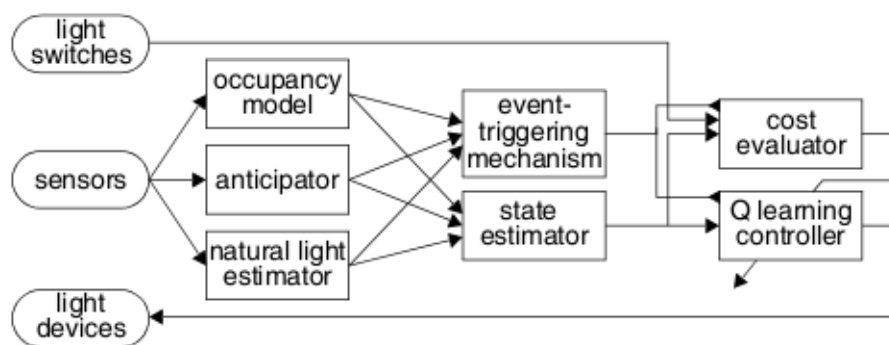 light
switches
occupancy
model
event-
triggering
mechanism
cost
evaluator
sensors
anticipator
state
estimator
Q learning
controller
natural light
estimator
light
devices